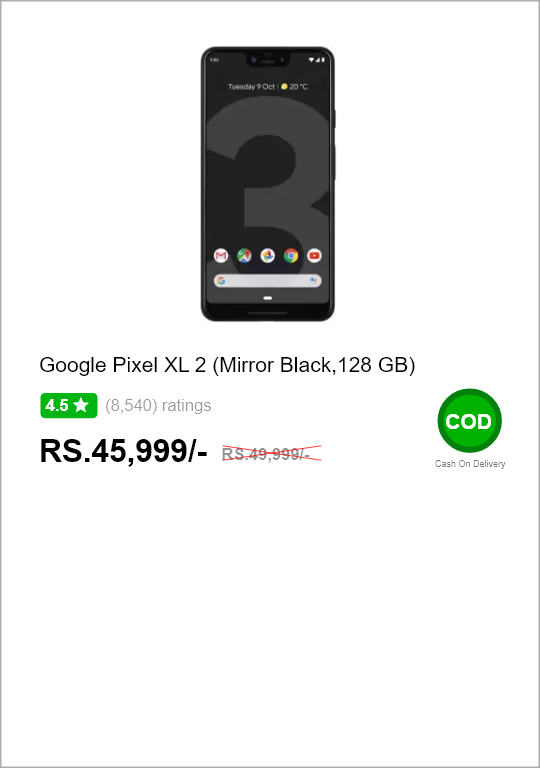 Tuesday 9 Oct | 20 °C
3
G
Google Pixel XL 2 (Mirror Black,128 GB)
4.5 ★ (8,540) ratings
COD
RS.45,999/- RS.49,999/-
Cash On Delivery